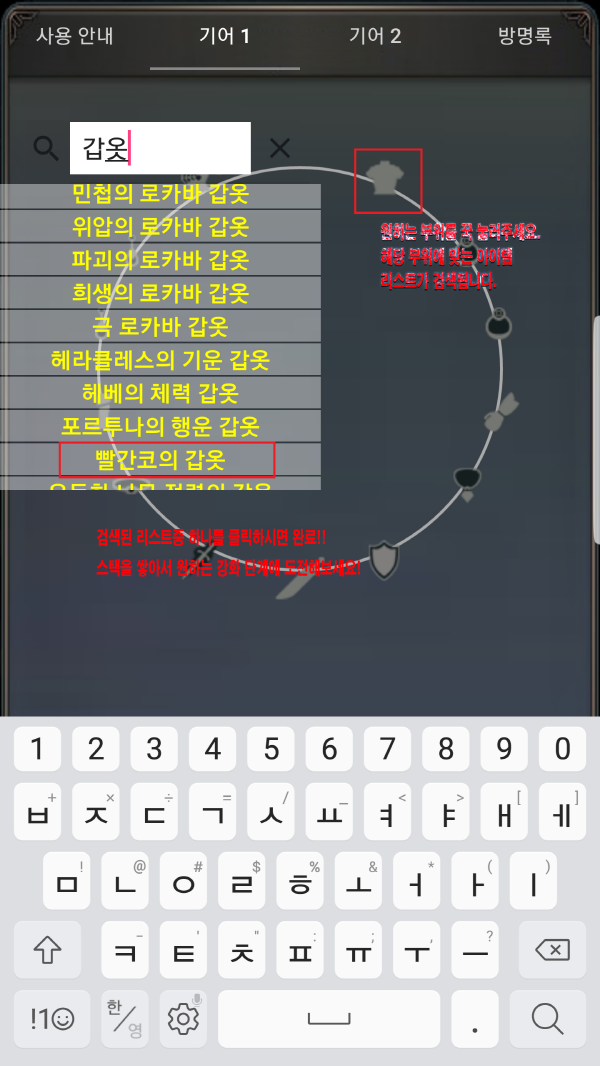 사용 안내 기어 1 기어 2 방명록
갑옷
민첩의 로카바 갑옷
위압의 로카바 갑옷
파괴의 로카바 갑옷
희생의 로카바 갑옷
극 로카바 갑옷
헤라클레스의 기운 갑옷
헤베의 체력 갑옷
포르투나의 행운 갑옷
빨간코의 갑옷
원하는 부위를 꾹 눌러주세요.
해당 부위에 맞는 아이템
리스트가 검색됩니다.
검색된 리스트중 하나를 클릭하시면 완료!!
스택을 쌓아서 원하는 강화 단계에 도전해보세요!
1 2 3 4 5 6 7 8 9 0
ㅂ + ㅈ × ㄷ ÷ ㄱ = ㅅ / ㅛ _ ㅕ < ㅑ > ㅐ [ ㅔ ]
ㅁ ! ㄴ @ ㅇ # ㄹ $ ㅎ % ㅗ & ㅓ * ㅏ ( ㅣ )
ㅋ - ㅌ ' ㅊ " ㅍ : ㅠ ; ㅜ , ㅡ ?
!1☺ 한/영 .